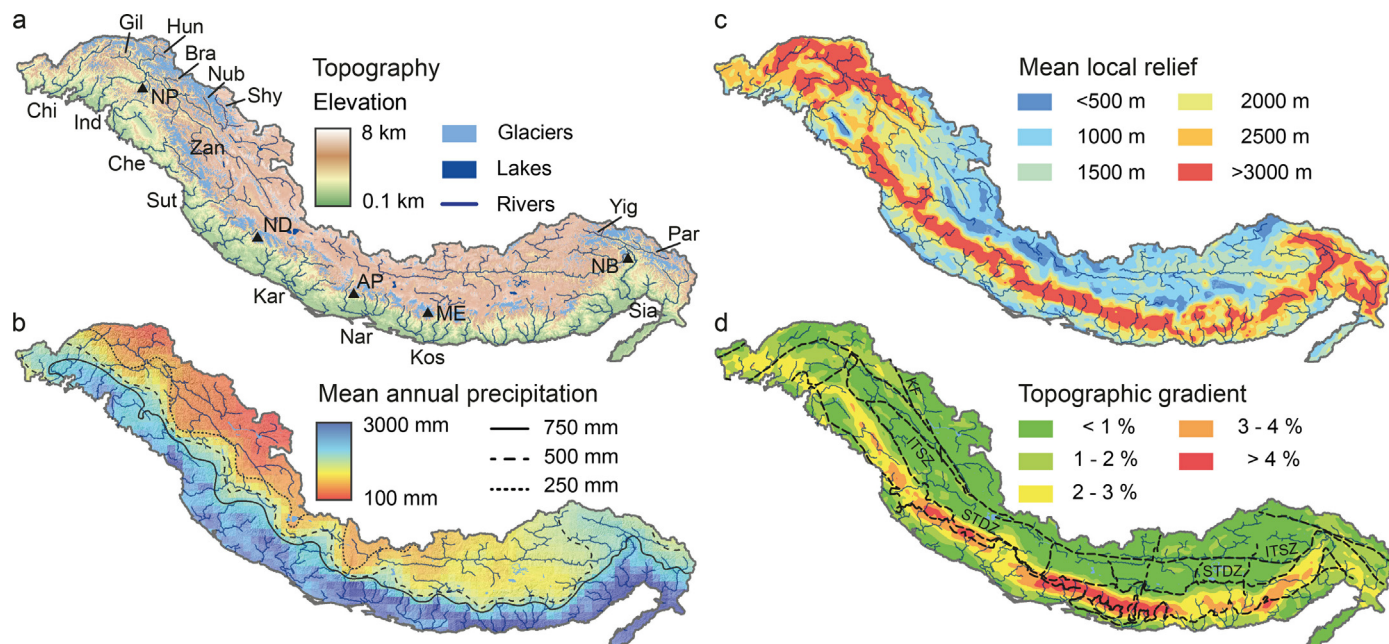 a
Gil
Hun
Bra
Nub
Shy
NP
Chi
Ind
Che
Zan
Sut
ND
Kar
AP
Nar
ME
Kos
Yig
Par
NB
Sia
Topography
Elevation
8 km
0.1 km
Glaciers
Lakes
Rivers
b
Mean annual precipitation
3000 mm
100 mm
750 mm
500 mm
250 mm
c
Mean local relief
<500 m
1000 m
1500 m
2000 m
2500 m
>3000 m
d
KF
ITSZ
STDZ
ITSZ
STDZ
Topographic gradient
< 1 %
1 - 2 %
2 - 3 %
3 - 4 %
> 4 %